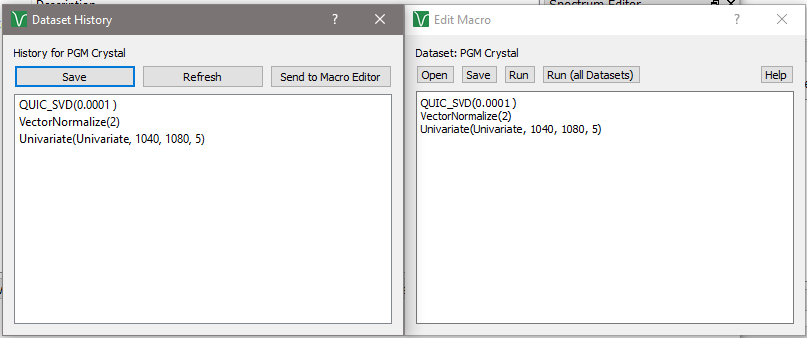 Description
Spectrum Editor
Dataset History
?
Edit Macro
?
History for PGM Crystal
Save
Refresh
Send to Macro Editor
QUIC_SVD(0.0001 )
VectorNormalize(2)
Univariate(Univariate, 1040, 1080, 5)
Dataset: PGM Crystal
Open
Save
Run
Run (all Datasets)
Help
QUIC_SVD(0.0001 )
VectorNormalize(2)
Univariate(Univariate, 1040, 1080, 5)